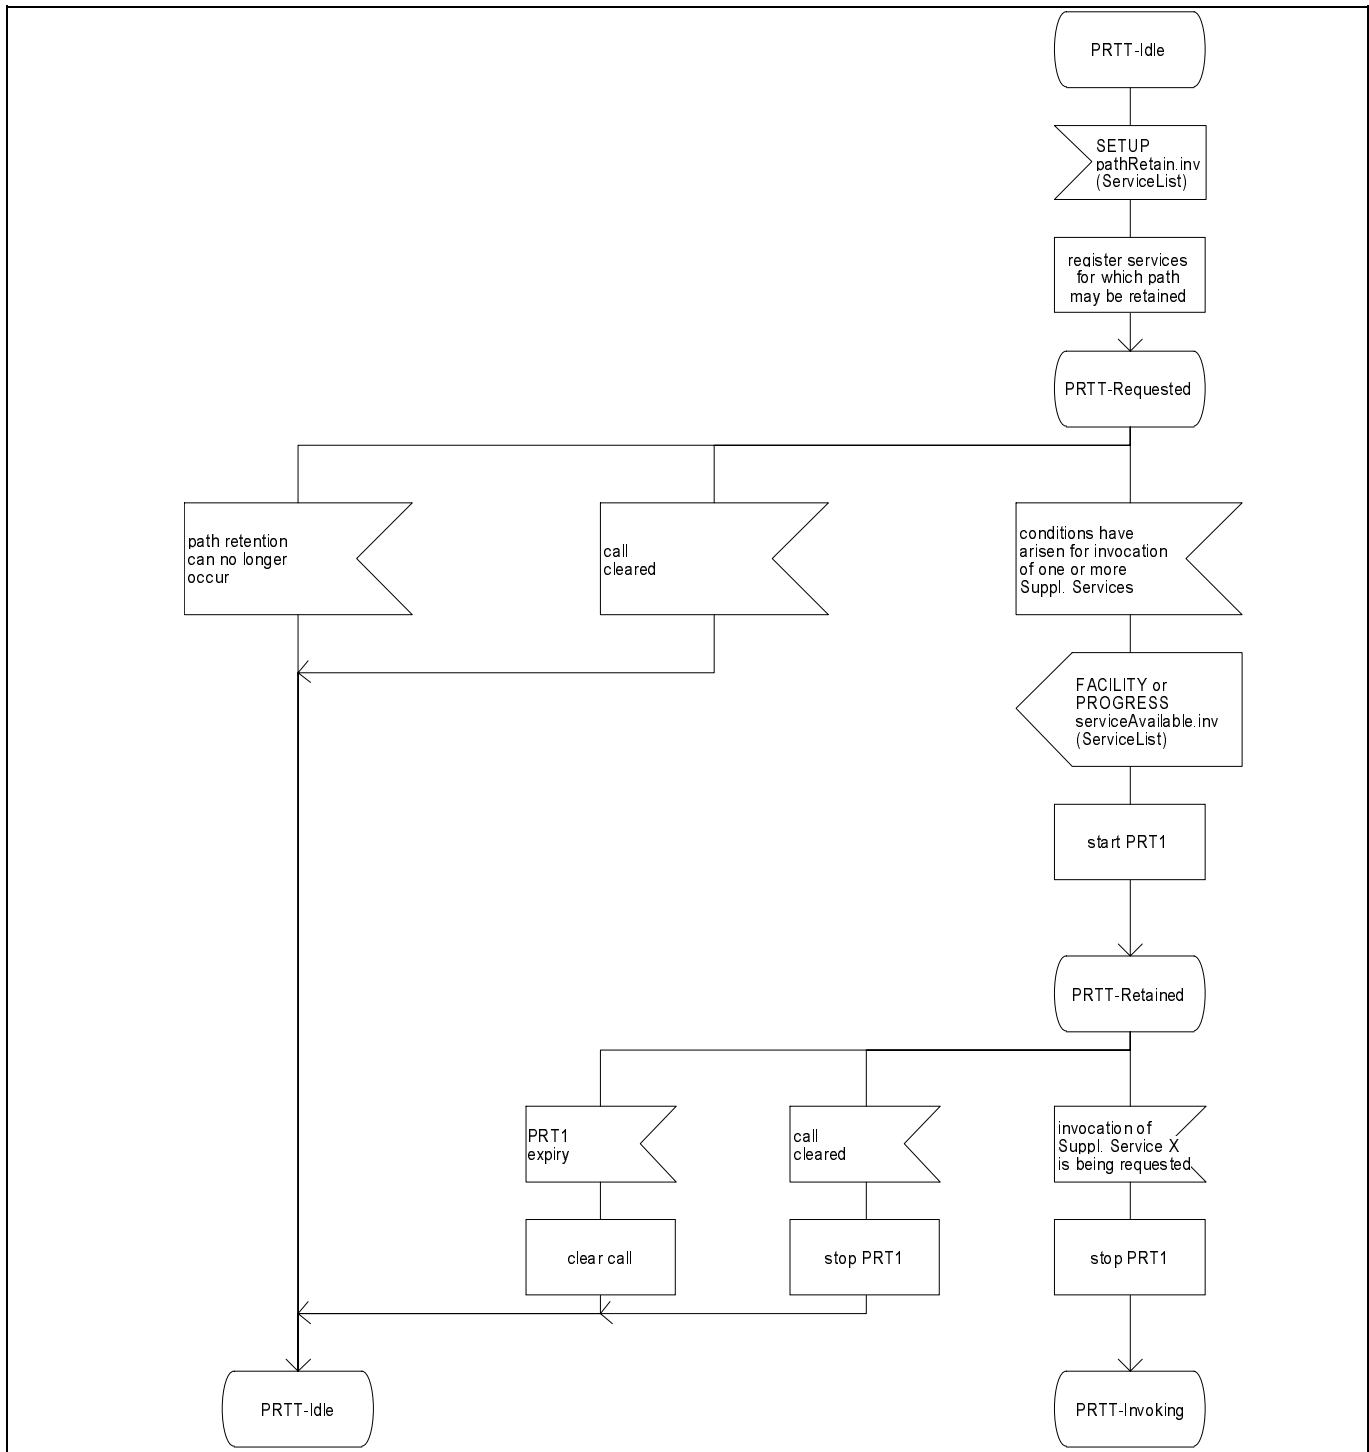 PRTT-Idle
SETUP
pathRetain.inv
(ServiceList)
register services
for which path
may be retained
PRTT-Requested
path retention
can no longer
occur
call
cleared
conditions have
arisen for invocation
of one or more
Suppl. Services
FACILITY or
PROGRESS
serviceAvailable.inv
(ServiceList)
start PRT1
PRTT-Retained
PRT1
expiry
call
cleared
invocation of
Suppl. Service X
is being requested
clear call
stop PRT1
stop PRT1
PRTT-Idle
PRTT-Invoking